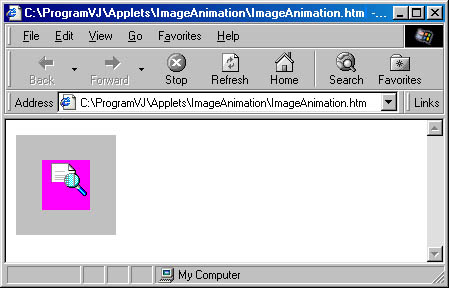 C:\ProgramVJ\Applets\ImageAnimation\ImageAnimation.htm -...
File Edit View Go Favorites Help
Back Forward Stop Refresh Home Search Favorites
Address C:\ProgramVJ\Applets\ImageAnimation\ImageAnimation.htm Links
My Computer